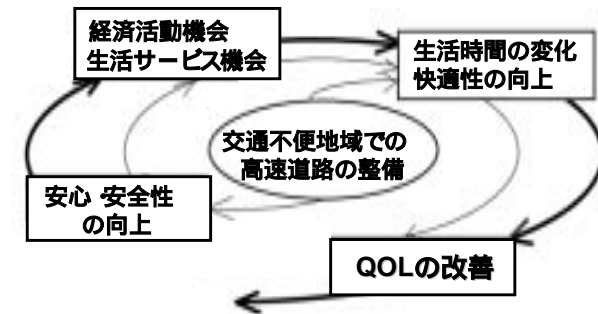 経済活動機会
生活サービス機会
生活時間の変化
快適性の向上
交通不便地域での
高速道路の整備
安心・安全性
の向上
QOLの改善